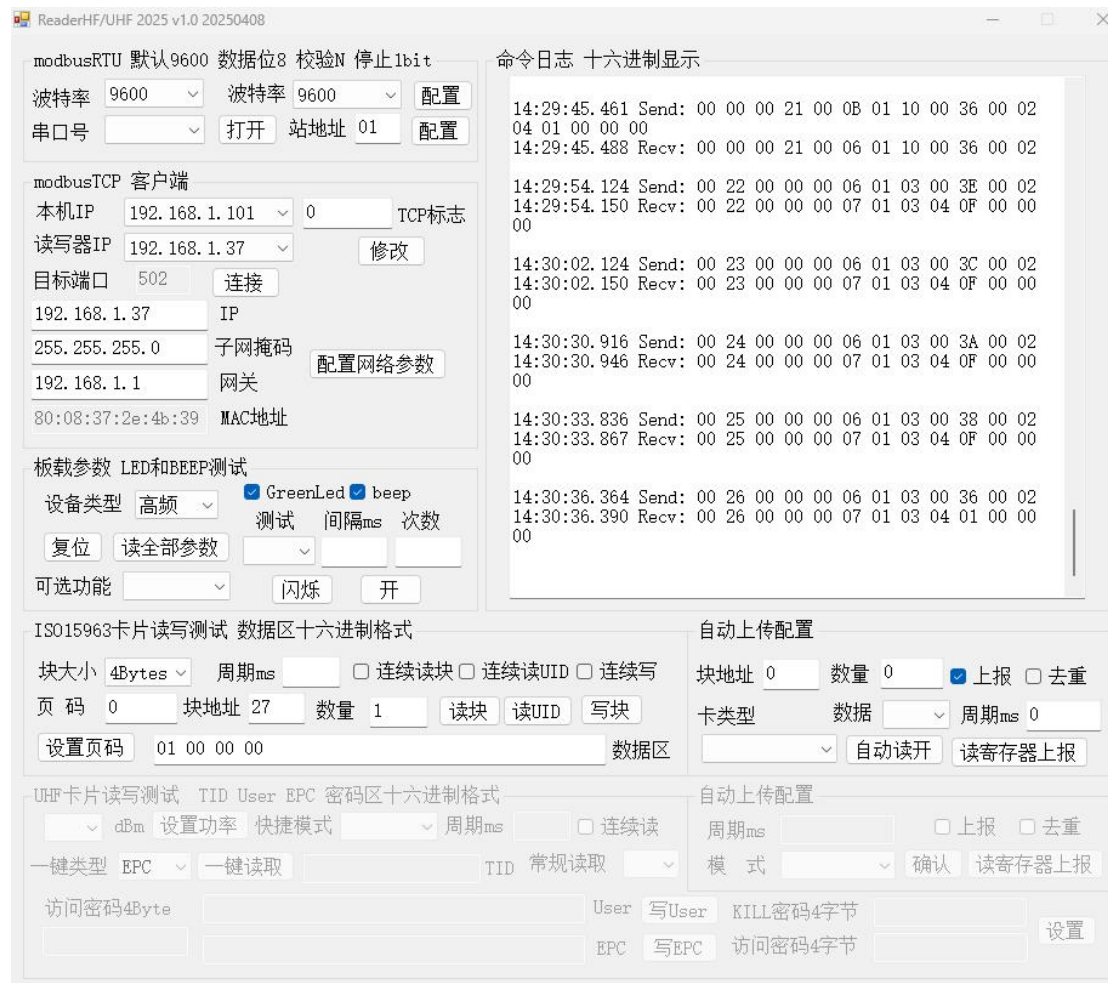 ReaderHF/UHF 2025 v1.0 20250408
modbusRTU 默认9600 数据位8 校验N 停止1bit
波特率 9600 波特率 9600 配置
串口号 打开 站地址 01 配置
modbusTCP 客户端
本机IP 192.168.1.101 0 TCP标志
读写器IP 192.168.1.37 修改
目标端口 502 连接
192.168.1.37 IP
255.255.255.0 子网掩码
配置网络参数
192.168.1.1 网关
80:08:37:2e:4b:39 MAC地址
板载参数 LED和BEEP测试
设备类型 高频 GreenLed beep
测试 间隔ms 次数
复位 读全部参数
可选功能 闪烁 开
命令日志 十六进制显示
14:29:45.461 Send: 00 00 00 21 00 0B 01 10 00 36 00 02
04 01 00 00 00
14:29:45.488 Recv: 00 00 00 21 00 06 01 10 00 36 00 02
14:29:54.124 Send: 00 22 00 00 00 06 01 03 00 3E 00 02
14:29:54.150 Recv: 00 22 00 00 00 07 01 03 04 0F 00 00
00
14:30:02.124 Send: 00 23 00 00 00 06 01 03 00 3C 00 02
14:30:02.150 Recv: 00 23 00 00 00 07 01 03 04 0F 00 00
00
14:30:30.916 Send: 00 24 00 00 00 06 01 03 00 3A 00 02
14:30:30.946 Recv: 00 24 00 00 00 07 01 03 04 0F 00 00
00
14:30:33.836 Send: 00 25 00 00 00 06 01 03 00 38 00 02
14:30:33.867 Recv: 00 25 00 00 00 07 01 03 04 0F 00 00
00
14:30:36.364 Send: 00 26 00 00 00 06 01 03 00 36 00 02
14:30:36.390 Recv: 00 26 00 00 00 07 01 03 04 01 00 00
00
ISO15963卡片读写测试 数据区十六进制格式
块大小 4Bytes 周期ms 连续读块 连续读UID 连续写
页 码 0 块地址 27 数量 1 读块 读UID 写块
设置页码 01 00 00 00 数据区
自动上传配置
块地址 0 数量 0 上报 去重
卡类型 数据 周期ms 0
自动读开 读寄存器上报
UHF卡片读写测试 TID User EPC 密码区十六进制格式
dBm 设置功率 快捷模式 周期ms 连续读
一键类型 EPC 一键读取 TID 常规读取
自动上传配置
周期ms 上报 去重
模 式 确认 读寄存器上报
访问密码4Byte User 写User KILL密码4字节
EPC 写EPC 访问密码4字节 设置